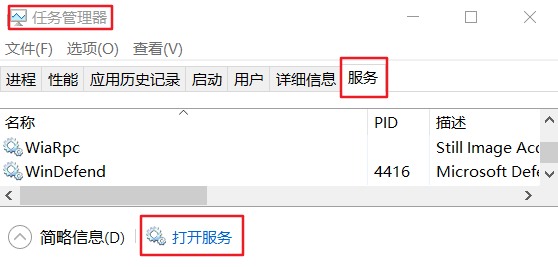 任务管理器
文件(F) 选项(O) 查看(V)
进程 性能 应用历史记录 启动 用户 详细信息 服务
名称 PID 描述
WiaRpc Still Image Acc
WinDefend 4416 Microsoft Defe
简略信息(D) 打开服务